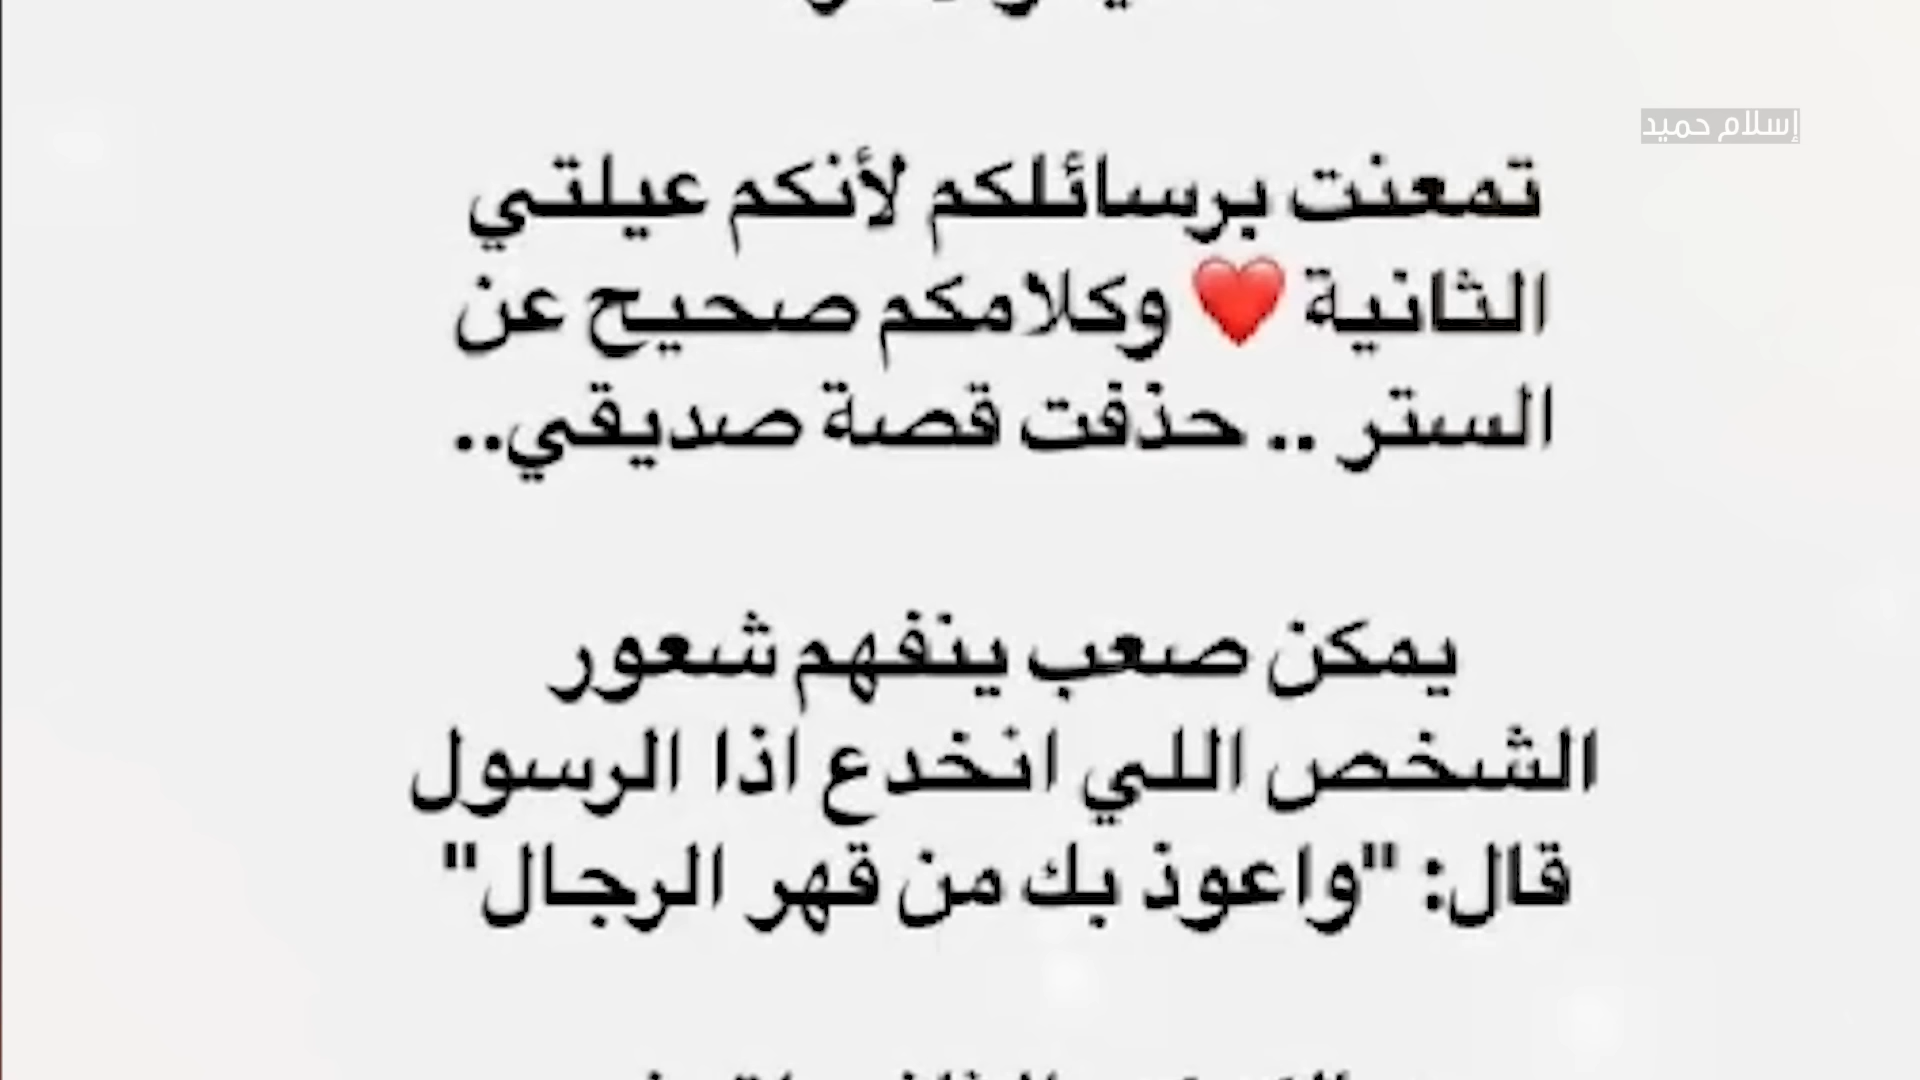 إسلام حميد
تمعنت برسائلكم لأنكم عيلتي
الثانية ❤️ وكلامكم صحيح عن
الستر .. حذفت قصة صديقي..
يمكن صعب ينفهم شعور
الشخص اللي انخدع اذا الرسول
قال: "واعوذ بك من قهر الرجال"